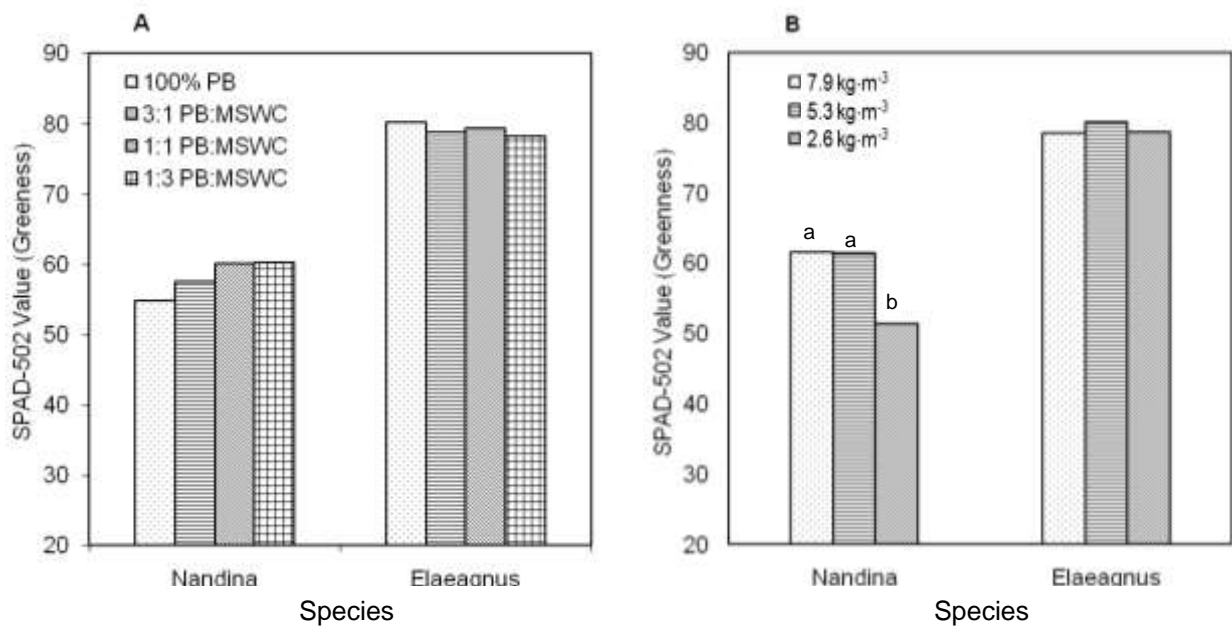 A
SPAD-502 Value (Greenness)
90
80
70
60
50
40
30
20
100% PB
3:1 PB:MSWC
1:1 PB:MSWC
1:3 PB:MSWC
Nandina
Elaeagnus
Species
B
SPAD-502 Value (Greenness)
90
80
70
60
50
40
30
20
7.9 kg·m⁻³
5.3 kg·m⁻³
2.6 kg·m⁻³
a
a
b
Nandina
Elaeagnus
Species